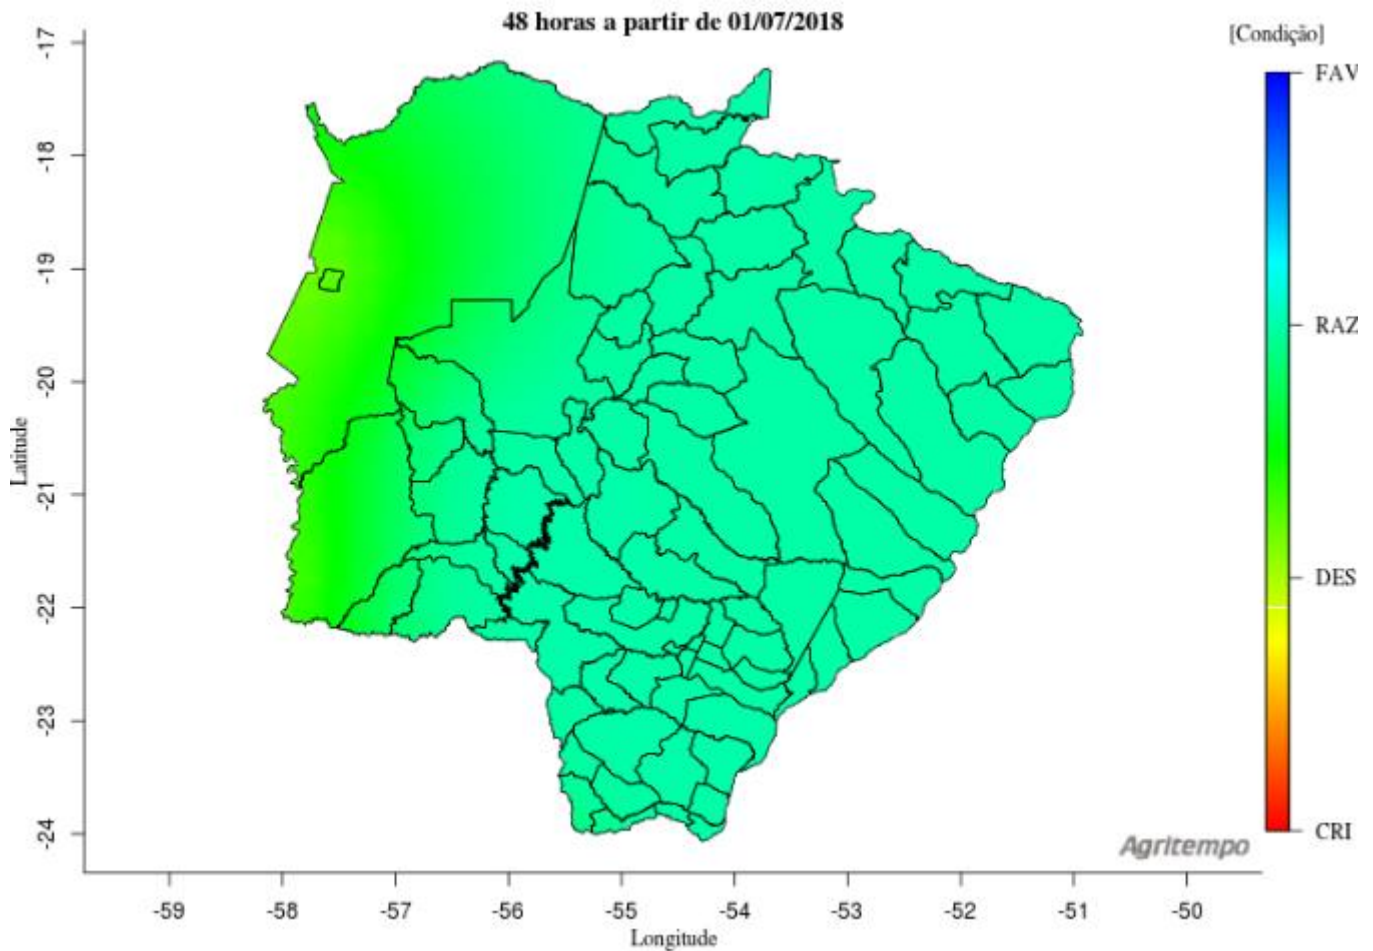 48 horas a partir de 01/07/2018
[Condição]
FAV
RAZ
DES
CRI
-17
-18
-19
-20
-21
-22
-23
-24
Latitude
Agritempo
-59 -58 -57 -56 -55 -54 -53 -52 -51 -50
Longitude